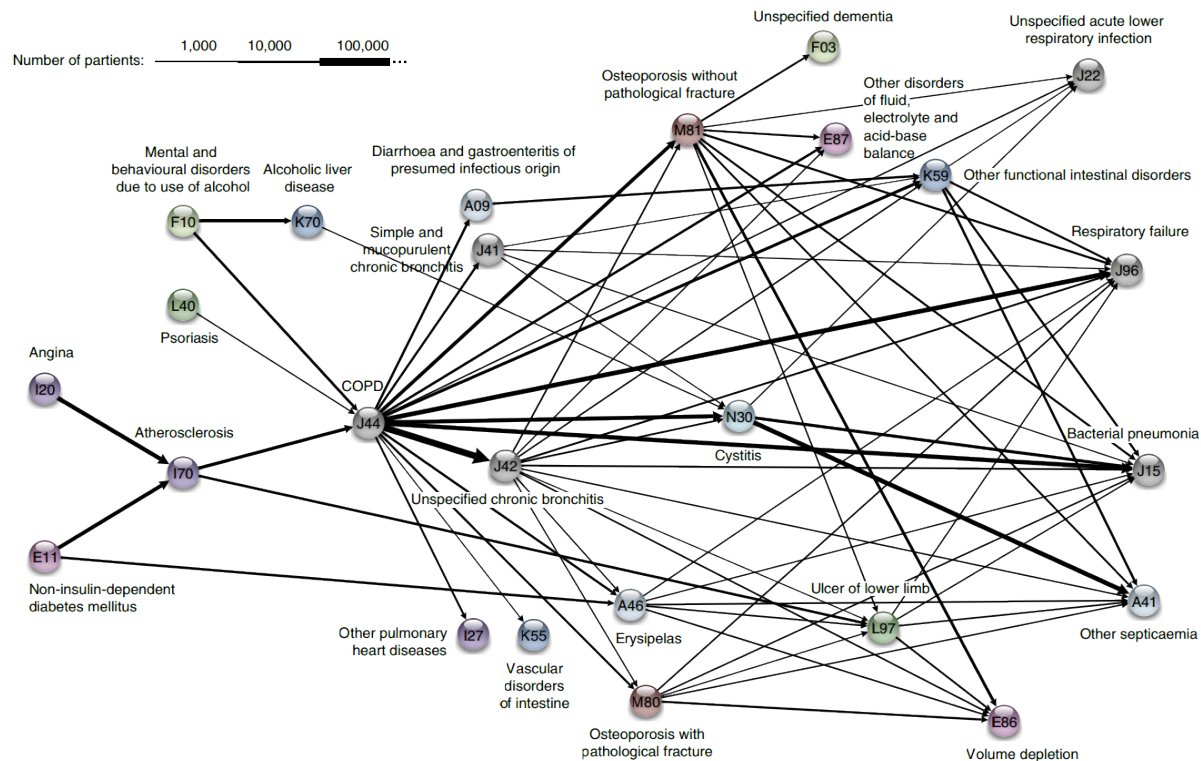 Number of partients:
1,000
10,000
100,000
Unspecified dementia
F03
Unspecified acute lower
respiratory infection
J22
Osteoporosis without
pathological fracture
M81
Other disorders
of fluid,
electrolyte and
acid-base
balance
E87
Mental and
behavioural disorders
due to use of alcohol
F10
Alcoholic liver
disease
K70
Diarrhoea and gastroenteritis of
presumed infectious origin
A09
K59
Other functional intestinal disorders
Simple and
mucopurulent
chronic bronchitis
J41
Respiratory failure
J96
L40
Psoriasis
Angina
I20
COPD
J44
Atherosclerosis
I70
N30
Cystitis
Bacterial pneumonia
J15
J42
Unspecified chronic bronchitis
E11
Non-insulin-dependent
diabetes mellitus
A46
Erysipelas
Ulcer of lower limb
L97
A41
Other septicaemia
Other pulmonary
heart diseases
I27
K55
Vascular
disorders
of intestine
M80
Osteoporosis with
pathological fracture
E86
Volume depletion